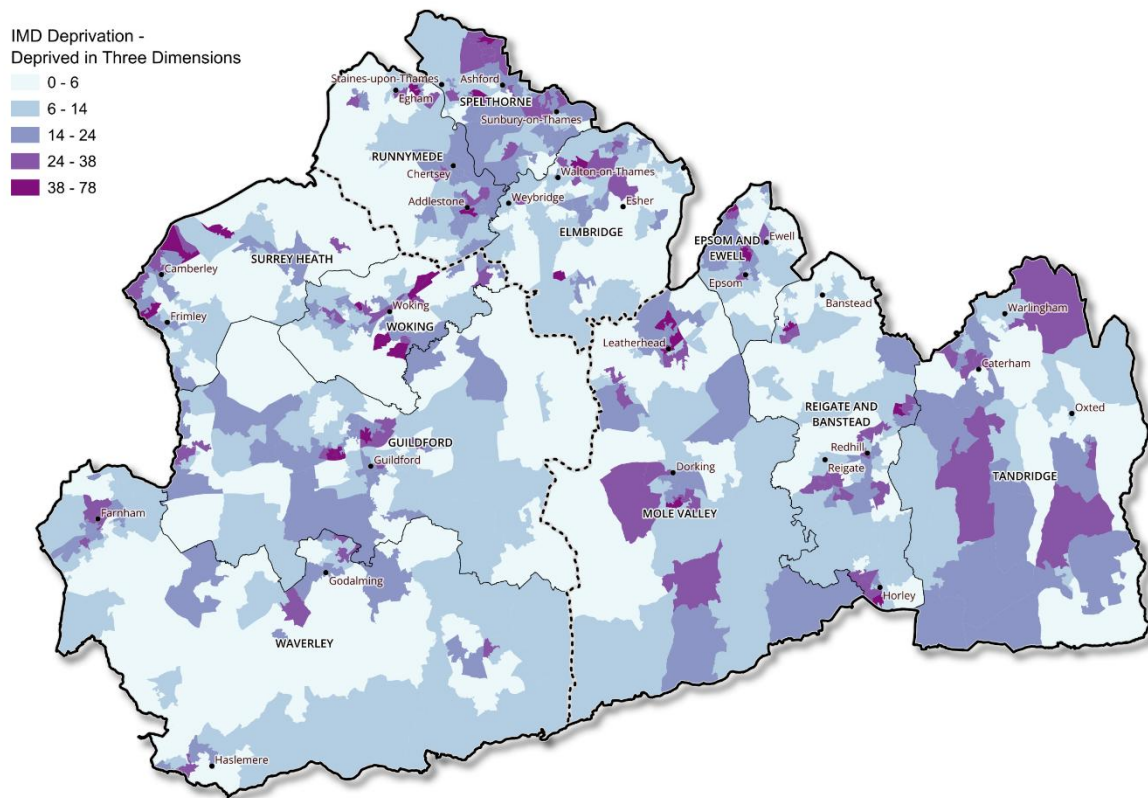 IMD Deprivation -
Deprived in Three Dimensions
0 - 6
6 - 14
14 - 24
24 - 38
38 - 78
Staines-upon-Thames
Ashford
Egham
SPELTHORNE
Sunbury-on-Thames
RUNNYMEDE
Chertsey
Walton-on-Thames
Addlestone
Weybridge
Esher
ELMBRIDGE
EPSOM AND
EWELL
Ewell
SURREY HEATH
Camberley
Epsom
Banstead
Frimley
Woking
WOKING
Warlingham
Leatherhead
Caterham
REIGATE AND
BANSTEAD
Oxted
GUILDFORD
Guildford
Redhill
Reigate
Dorking
TANDRIDGE
MOLE VALLEY
Farnham
Godalming
Horley
WAVERLEY
Haslemere